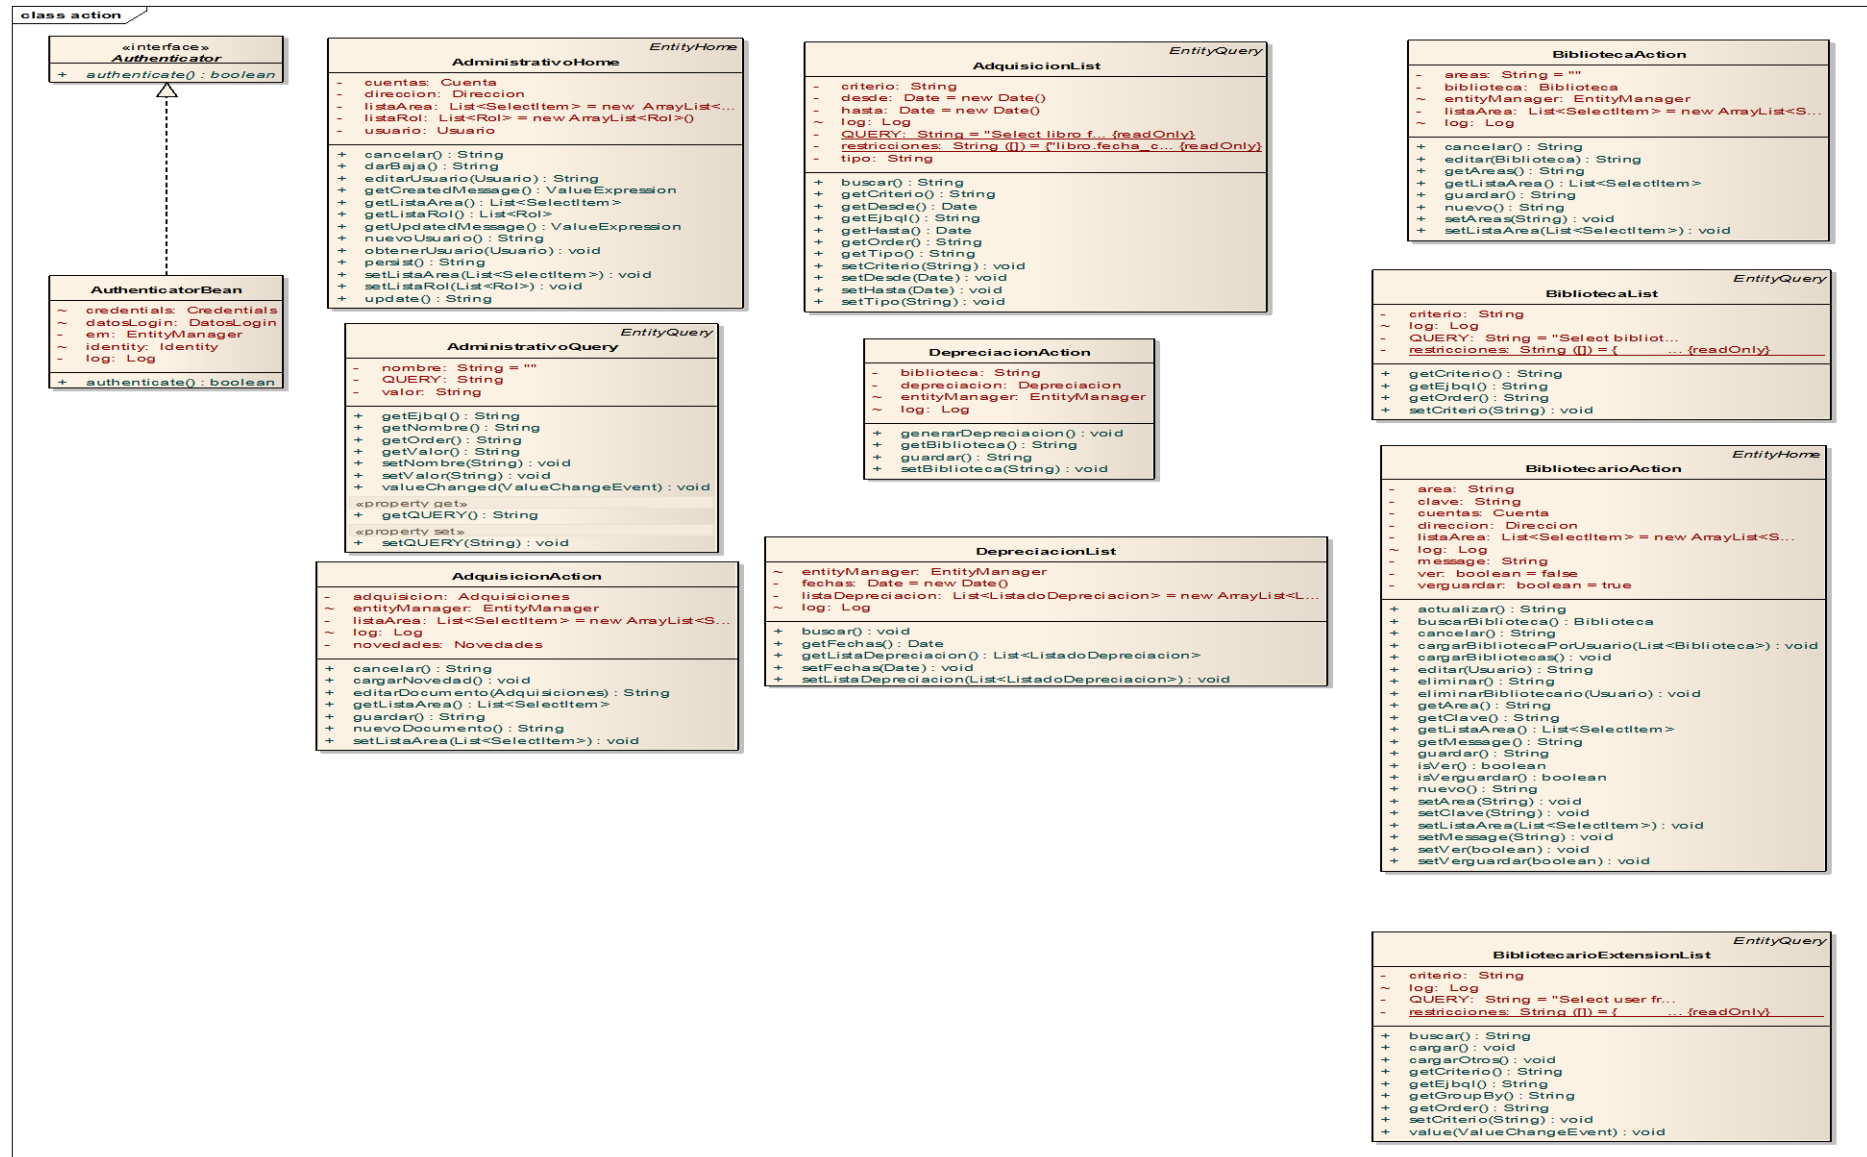 class action
«interface»
Authenticator
+ authenticate() : boolean
AuthenticatorBean
~ credentials: Credentials
~ datosLogin: DatosLogin
- em: EntityManager
~ identity: Identity
- log: Log
+ authenticate() : boolean
EntityHome
AdministrativoHome
- cuentas: Cuenta
- direccion: Direccion
- listaArea: List<SelectItem> = new ArrayList<...
- listaRol: List<Rol> = new ArrayList<Rol>()
- usuario: Usuario
+ cancelar() : String
+ darBaja() : String
+ editarUsuario(Usuario) : String
+ getCreatedMessage() : ValueExpression
+ getListaArea() : List<SelectItem>
+ getListaRol() : List<Rol>
+ getUpdatedMessage() : ValueExpression
+ nuevoUsuario() : String
+ obtenerUsuario(Usuario) : void
+ persist() : String
+ setListaArea(List<SelectItem>) : void
+ setListaRol(List<Rol>) : void
+ update() : String
EntityQuery
AdministrativoQuery
- nombre: String = ""
- QUERY: String
- valor: String
+ getEjbql() : String
+ getNombre() : String
+ getOrder() : String
+ getValor() : String
+ setNombre(String) : void
+ setValor(String) : void
+ valueChanged(ValueChangeEvent) : void
«property get»
+ getQUERY() : String
«property set»
+ setQUERY(String) : void
AdquisicionAction
- adquisicion: Adquisiciones
~ entityManager: EntityManager
- listaArea: List<SelectItem> = new ArrayList<S...
~ log: Log
- novedades: Novedades
+ cancelar() : String
+ cargarNovedad() : void
+ editarDocumento(Adquisiciones) : String
+ getListaArea() : List<SelectItem>
+ guardar() : String
+ nuevoDocumento() : String
+ setListaArea(List<SelectItem>) : void
EntityQuery
AdquisicionList
- criterio: String
- desde: Date = new Date()
- hasta: Date = new Date()
~ log: Log
- QUERY: String = "Select libro f... {readOnly}
- restricciones: String ([]) = {"libro.fecha_c... {readOnly}
- tipo: String
+ buscar() : String
+ getCriterio() : String
+ getDesde() : Date
+ getEjbql() : String
+ getHasta() : Date
+ getOrder() : String
+ getTipo() : String
+ setCriterio(String) : void
+ setDesde(Date) : void
+ setHasta(Date) : void
+ setTipo(String) : void
DepreciacionAction
- biblioteca: String
- depreciacion: Depreciacion
~ entityManager: EntityManager
~ log: Log
+ generarDepreciacion() : void
+ getBiblioteca() : String
+ guardar() : String
+ setBiblioteca(String) : void
DepreciacionList
~ entityManager: EntityManager
- fechas: Date = new Date()
- listaDepreciacion: List<ListadoDepreciacion> = new ArrayList<L...
~ log: Log
+ buscar() : void
+ getFechas() : Date
+ getListaDepreciacion() : List<ListadoDepreciacion>
+ setFechas(Date) : void
+ setListaDepreciacion(List<ListadoDepreciacion>) : void
BibliotecaAction
- areas: String = ""
- biblioteca: Biblioteca
~ entityManager: EntityManager
- listaArea: List<SelectItem> = new ArrayList<S...
~ log: Log
+ cancelar() : String
+ editar(Biblioteca) : String
+ getAreas() : String
+ getListaArea() : List<SelectItem>
+ guardar() : String
+ nuevo() : String
+ setAreas(String) : void
+ setListaArea(List<SelectItem>) : void
EntityQuery
BibliotecaList
- criterio: String
~ log: Log
- QUERY: String = "Select bibliot...
- restricciones: String ([]) = { ... {readOnly}
+ getCriterio() : String
+ getEjbql() : String
+ getOrder() : String
+ setCriterio(String) : void
EntityHome
BibliotecarioAction
- area: String
- clave: String
- cuentas: Cuenta
- direccion: Direccion
- listaArea: List<SelectItem> = new ArrayList<S...
~ log: Log
- message: String
- ver: boolean = false
- verguardar: boolean = true
+ actualizar() : String
+ buscarBiblioteca() : Biblioteca
+ cancelar() : String
+ cargarBibliotecaPorUsuario(List<Biblioteca>) : void
+ cargarBibliotecas() : void
+ editar(Usuario) : String
+ eliminar() : String
+ eliminarBibliotecario(Usuario) : void
+ getArea() : String
+ getClave() : String
+ getListaArea() : List<SelectItem>
+ getMessage() : String
+ guardar() : String
+ isVer() : boolean
+ isVerguardar() : boolean
+ nuevo() : String
+ setArea(String) : void
+ setClave(String) : void
+ setListaArea(List<SelectItem>) : void
+ setMessage(String) : void
+ setVer(boolean) : void
+ setVerguardar(boolean) : void
EntityQuery
BibliotecarioExtensionList
- criterio: String
~ log: Log
- QUERY: String = "Select user fr...
- restricciones: String ([]) = { ... {readOnly}
+ buscar() : String
+ cargar() : void
+ cargarOtros() : void
+ getCriterio() : String
+ getEjbql() : String
+ getGroupBy() : String
+ getOrder() : String
+ setCriterio(String) : void
+ value(ValueChangeEvent) : void